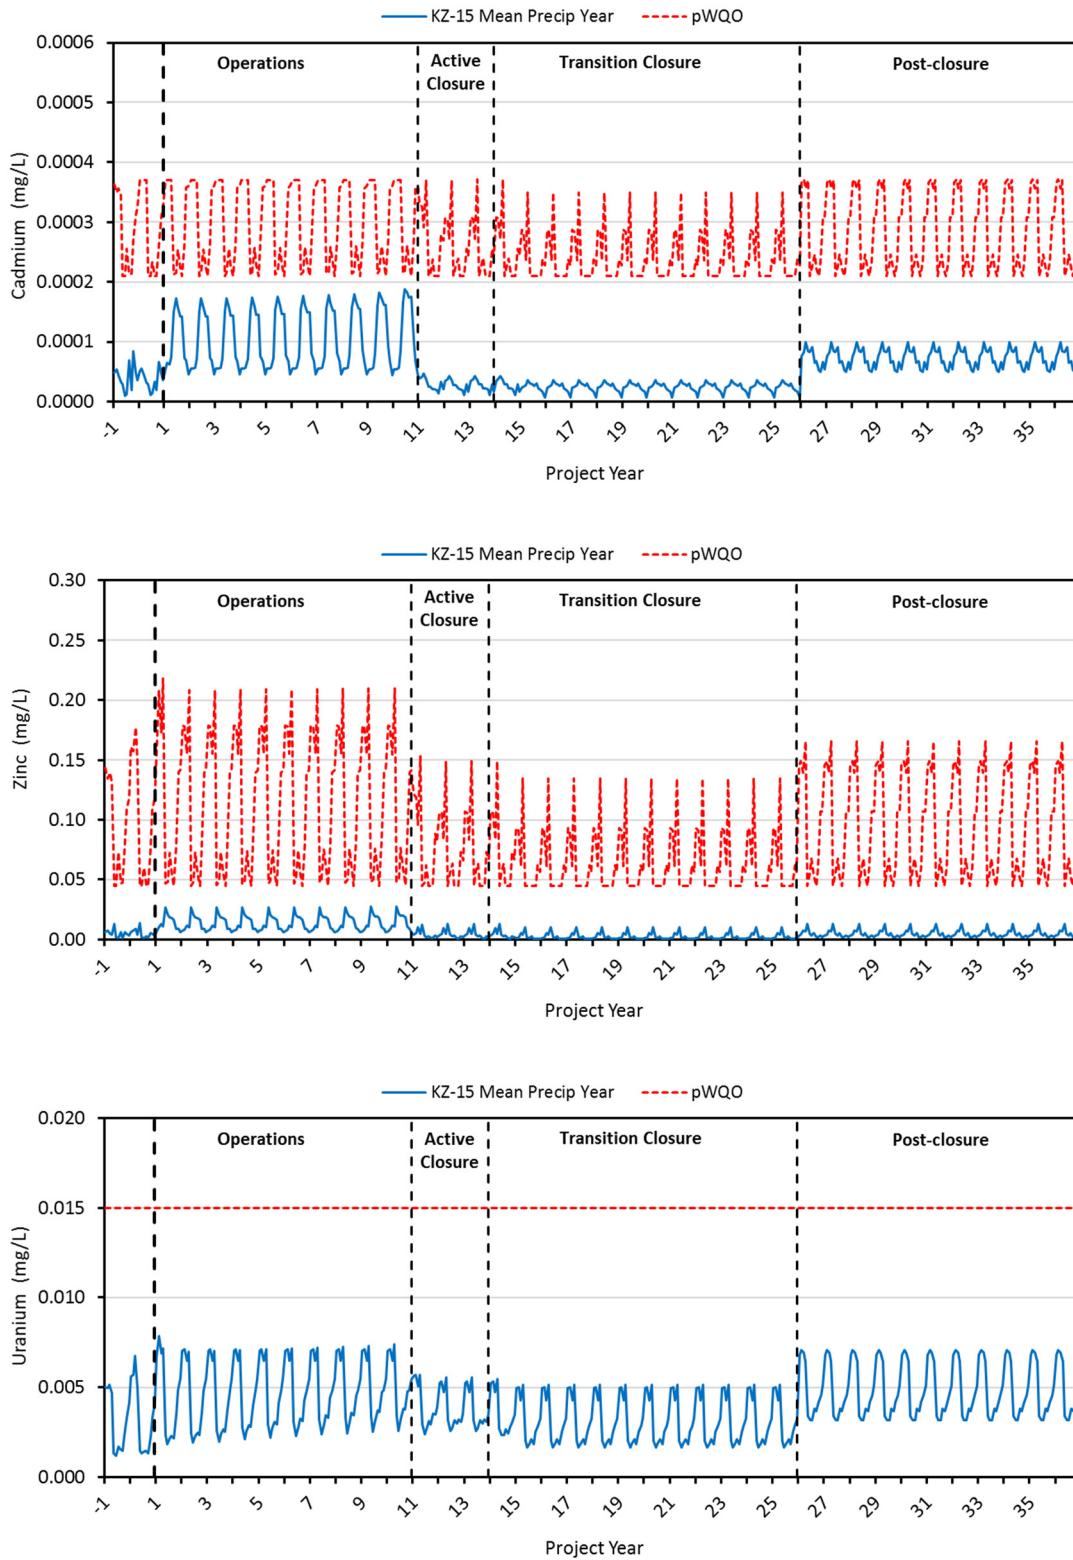 KZ-15 Mean Precip Year pWQO
0.0006
0.0005
0.0004
0.0003
0.0002
0.0001
0.0000
Cadmium (mg/L)
Operations
Active
Closure
Transition Closure
Post-closure
-1 1 3 5 7 9 11 13 15 17 19 21 23 25 27 29 31 33 35
Project Year
KZ-15 Mean Precip Year pWQO
0.30
0.25
0.20
0.15
0.10
0.05
0.00
Zinc (mg/L)
Operations
Active
Closure
Transition Closure
Post-closure
-1 1 3 5 7 9 11 13 15 17 19 21 23 25 27 29 31 33 35
Project Year
KZ-15 Mean Precip Year pWQO
0.020
0.015
0.010
0.005
0.000
Uranium (mg/L)
Operations
Active
Closure
Transition Closure
Post-closure
-1 1 3 5 7 9 11 13 15 17 19 21 23 25 27 29 31 33 35
Project Year